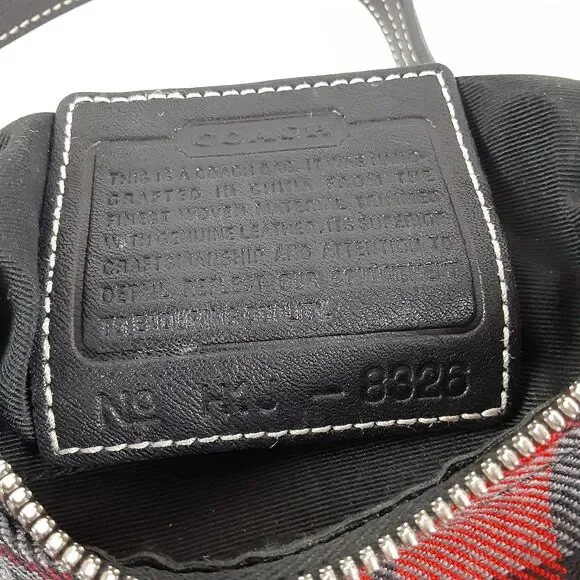 COACH
THIS IS A COACH BAG. IT WAS HAND-
CRAFTED IN CHINA FROM THE
FINEST WOVEN MATERIAL TRIMMED
WITH GENUINE LEATHER. ITS SUPERIOR
CRAFTSMANSHIP AND ATTENTION TO
DETAIL REFLECT OUR COMMITMENT
TO ENDURING QUALITY.
No - 8326